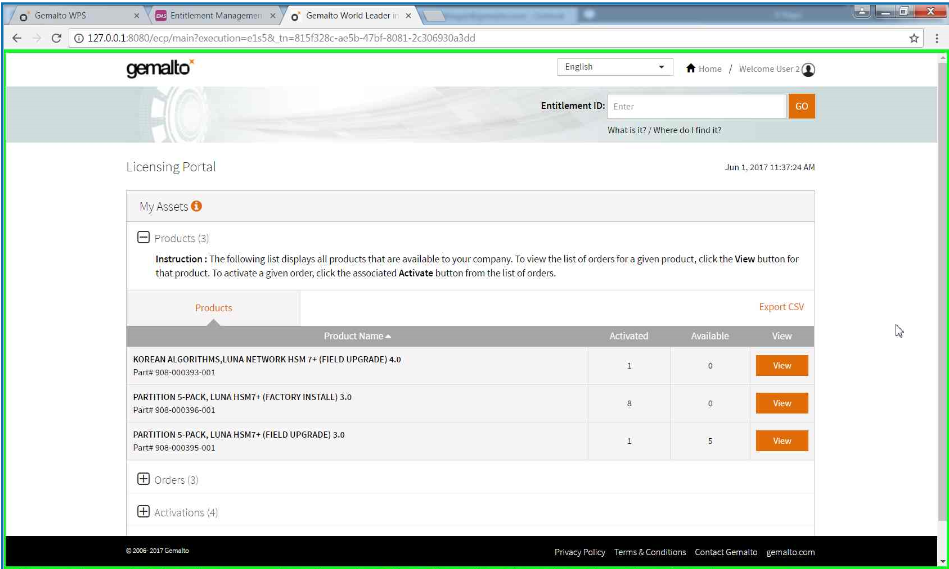 Gemalto WPS
EMS Entitlement Managemen
Gemalto World Leader in
127.0.0.1:8080/ecp/main?execution=e1s5&_tn=815f328c-ae5b-47bf-8081-2c306930a3dd
gemalto
English
Home / Welcome User 2
Entitlement ID: Enter GO
What is it? / Where do I find it?
Licensing Portal
Jun 1, 2017 11:37:24 AM
My Assets
Products (3)
Instruction : The following list displays all products that are available to your company. To view the list of orders for a given product, click the View button for
that product. To activate a given order, click the associated Activate button from the list of orders.
Products
Export CSV
Product Name Activated Available View
KOREAN ALGORITHMS,LUNA NETWORK HSM 7+ (FIELD UPGRADE) 4.0
Part# 908-000393-001
1 0 View
PARTITION 5-PACK, LUNA HSM7+ (FACTORY INSTALL) 3.0
Part# 908-000396-001
8 0 View
PARTITION 5-PACK, LUNA HSM7+ (FIELD UPGRADE) 3.0
Part# 908-000395-001
1 5 View
Orders (3)
Activations (4)
© 2006- 2017 Gemalto
Privacy Policy Terms & Conditions Contact Gemalto gemalto.com